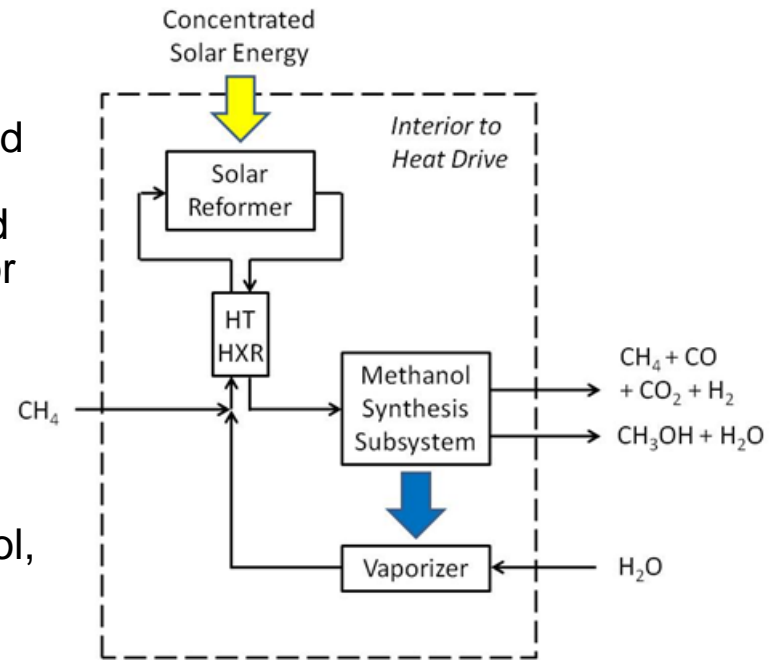 Concentrated
Solar Energy
Interior to
Heat Drive
Solar
Reformer
HT
HXR
CH₄
Methanol
Synthesis
Subsystem
CH₄ + CO
+ CO₂ + H₂
CH₃OH + H₂O
Vaporizer
H₂O